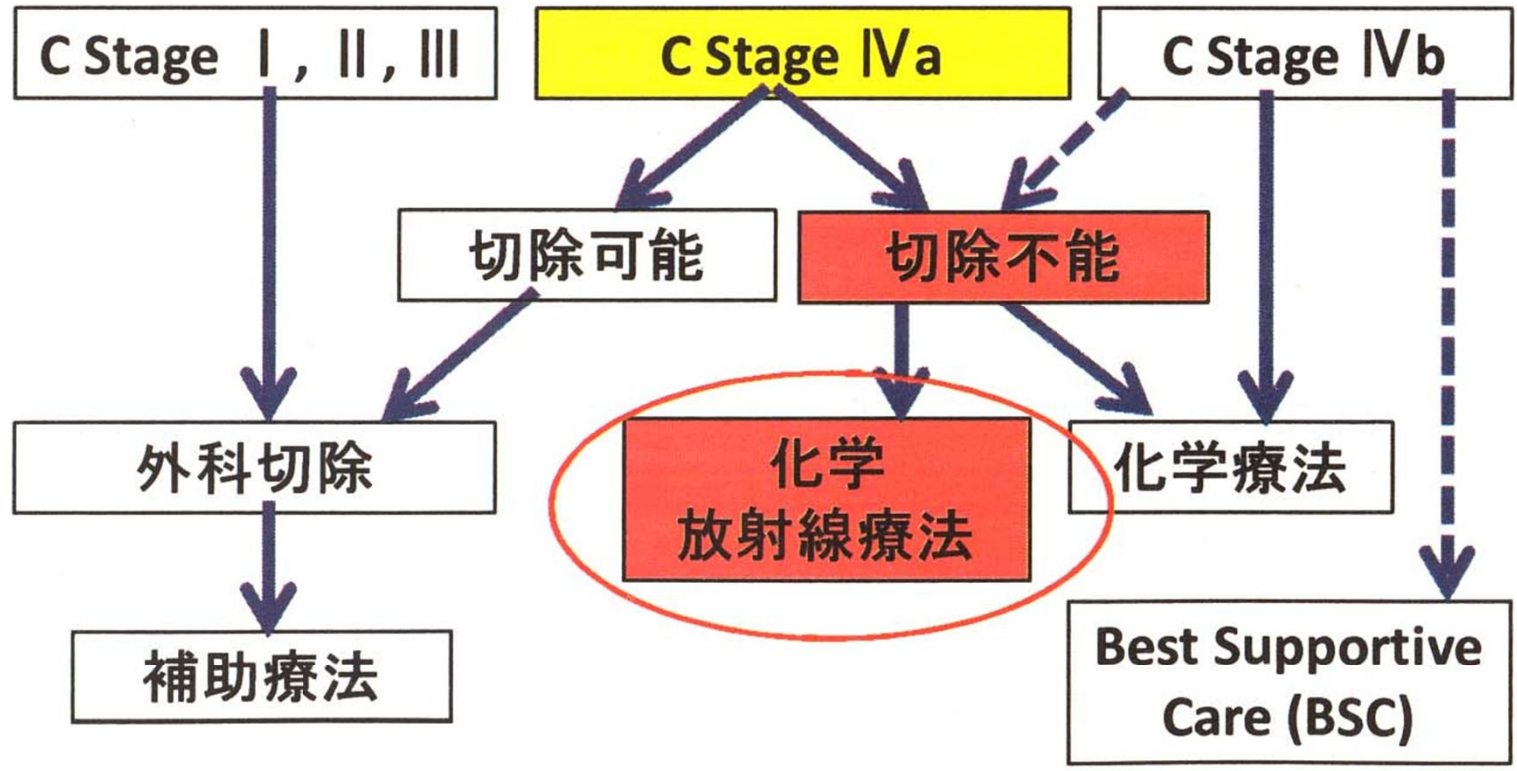 C Stage Ⅰ, Ⅱ, Ⅲ
C Stage Ⅳa
C Stage Ⅳb
切除可能
切除不能
外科切除
化学
放射線療法
化学療法
補助療法
Best Supportive
Care (BSC)